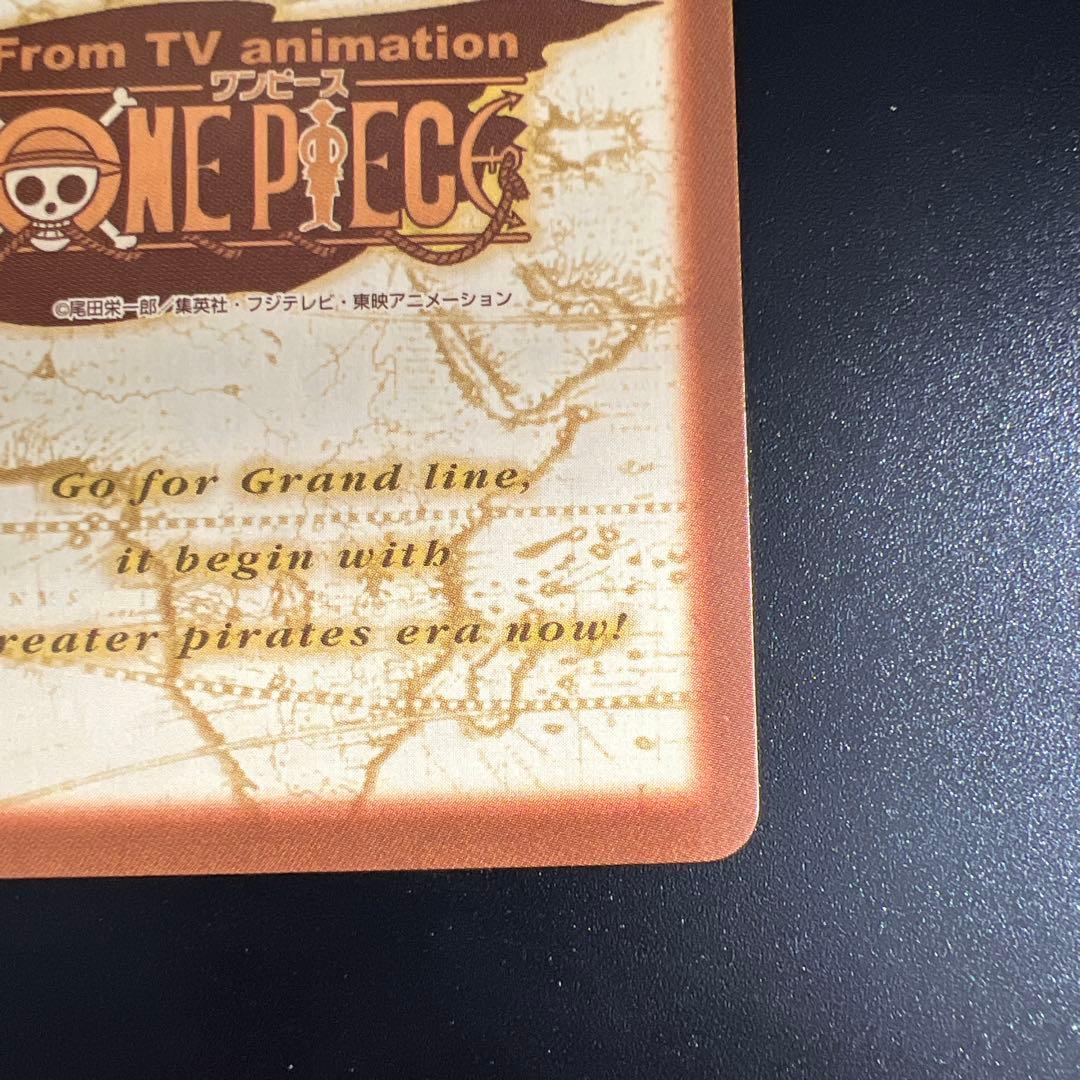 From TV animation
ワンピース
ONE PIECE
©尾田栄一郎/集英社・フジテレビ・東映アニメーション
Go for Grand line,
it begin with
reater pirates era now!